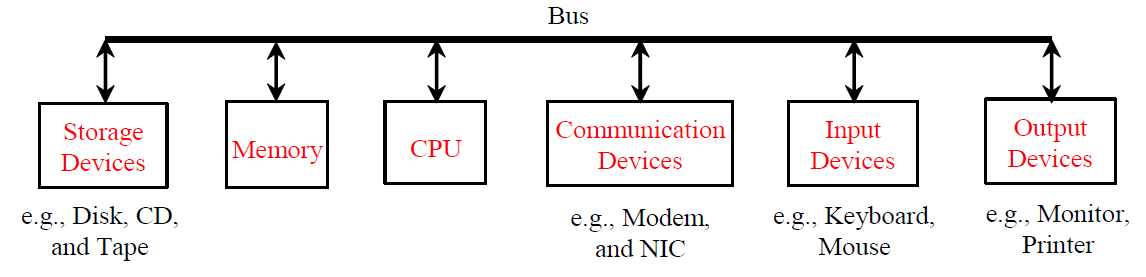 Bus
Storage
Devices
Memory
CPU
Communication
Devices
Input
Devices
Output
Devices
e.g., Disk, CD,
and Tape
e.g., Modem,
and NIC
e.g., Keyboard,
Mouse
e.g., Monitor,
Printer